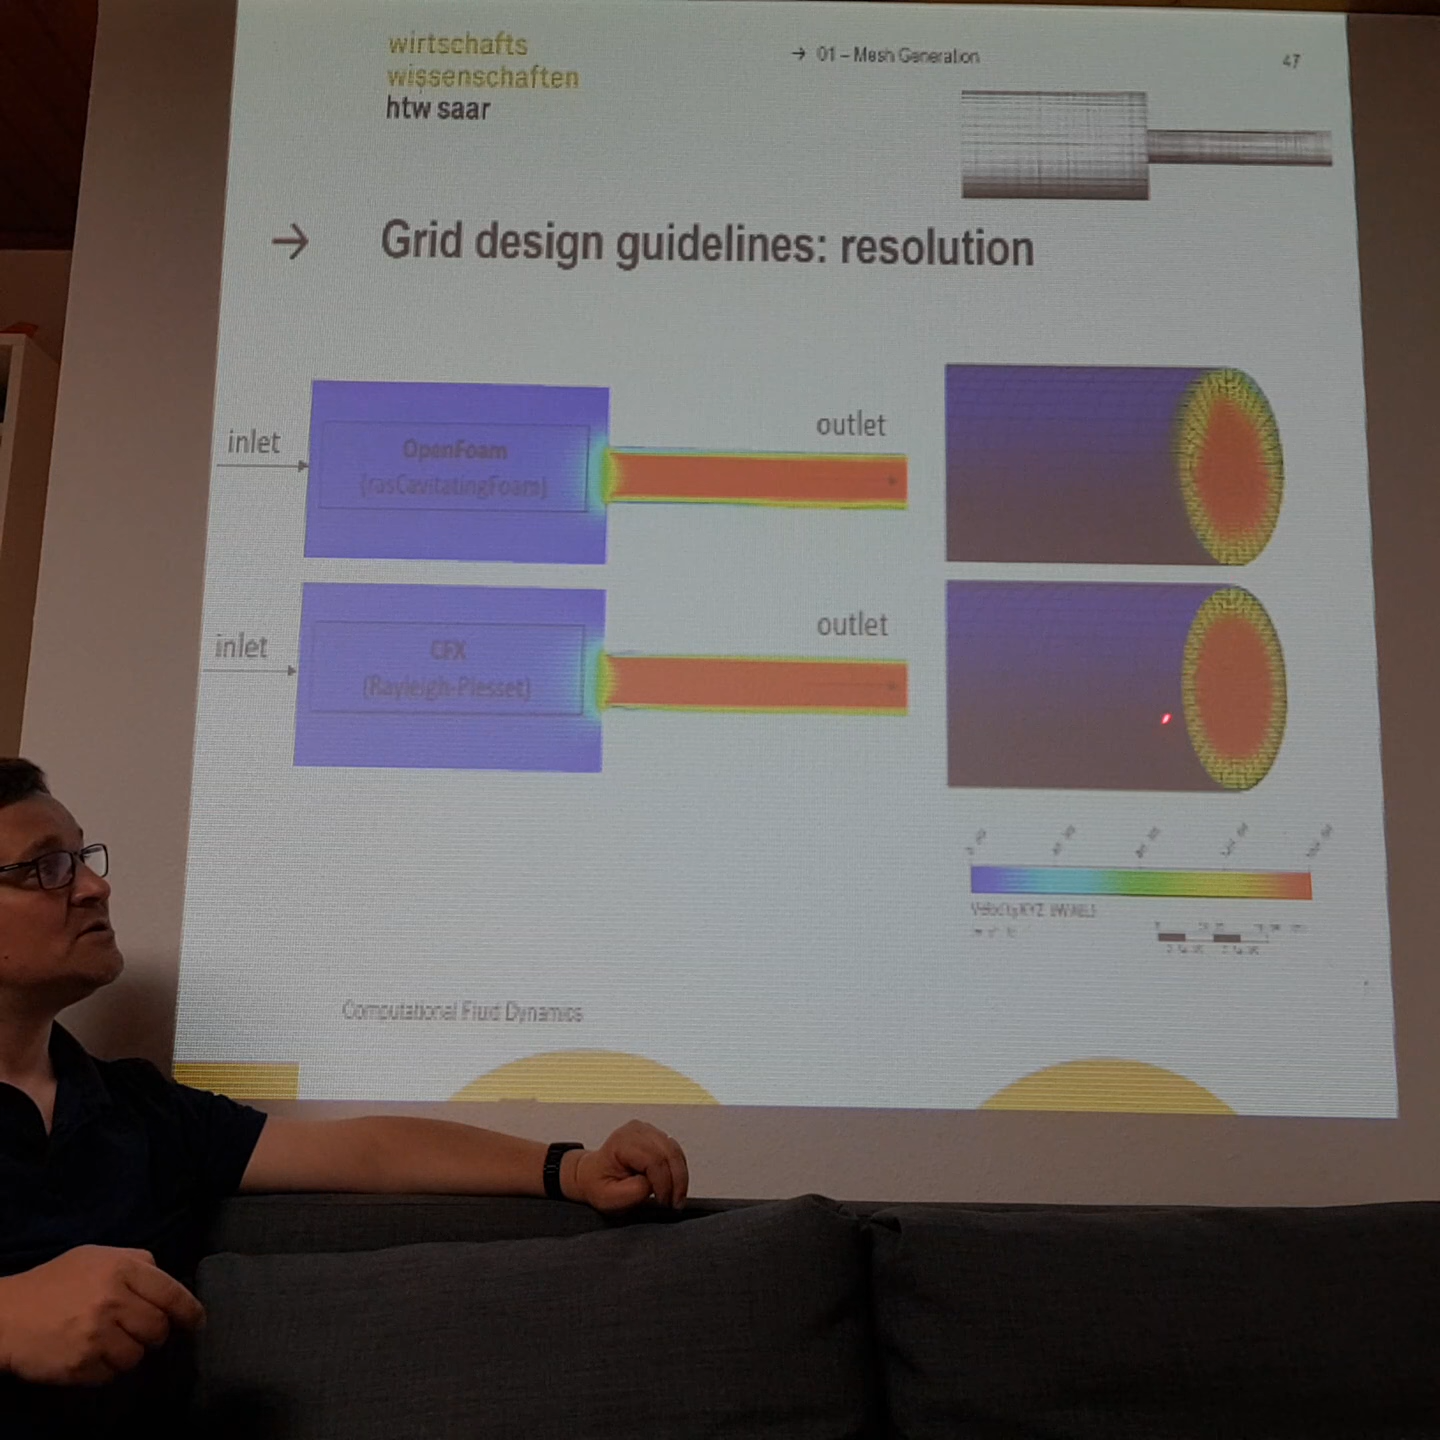 wirtschafts
wissenschaften
htw saar
→ 01 – Mesh Generation
47
→ Grid design guidelines: resolution
inlet
OpenFoam
(rasCavitatingFoam)
outlet
inlet
CFX
(Rayleigh-Plesset)
outlet
Velocity
Computational Fluid Dynamics